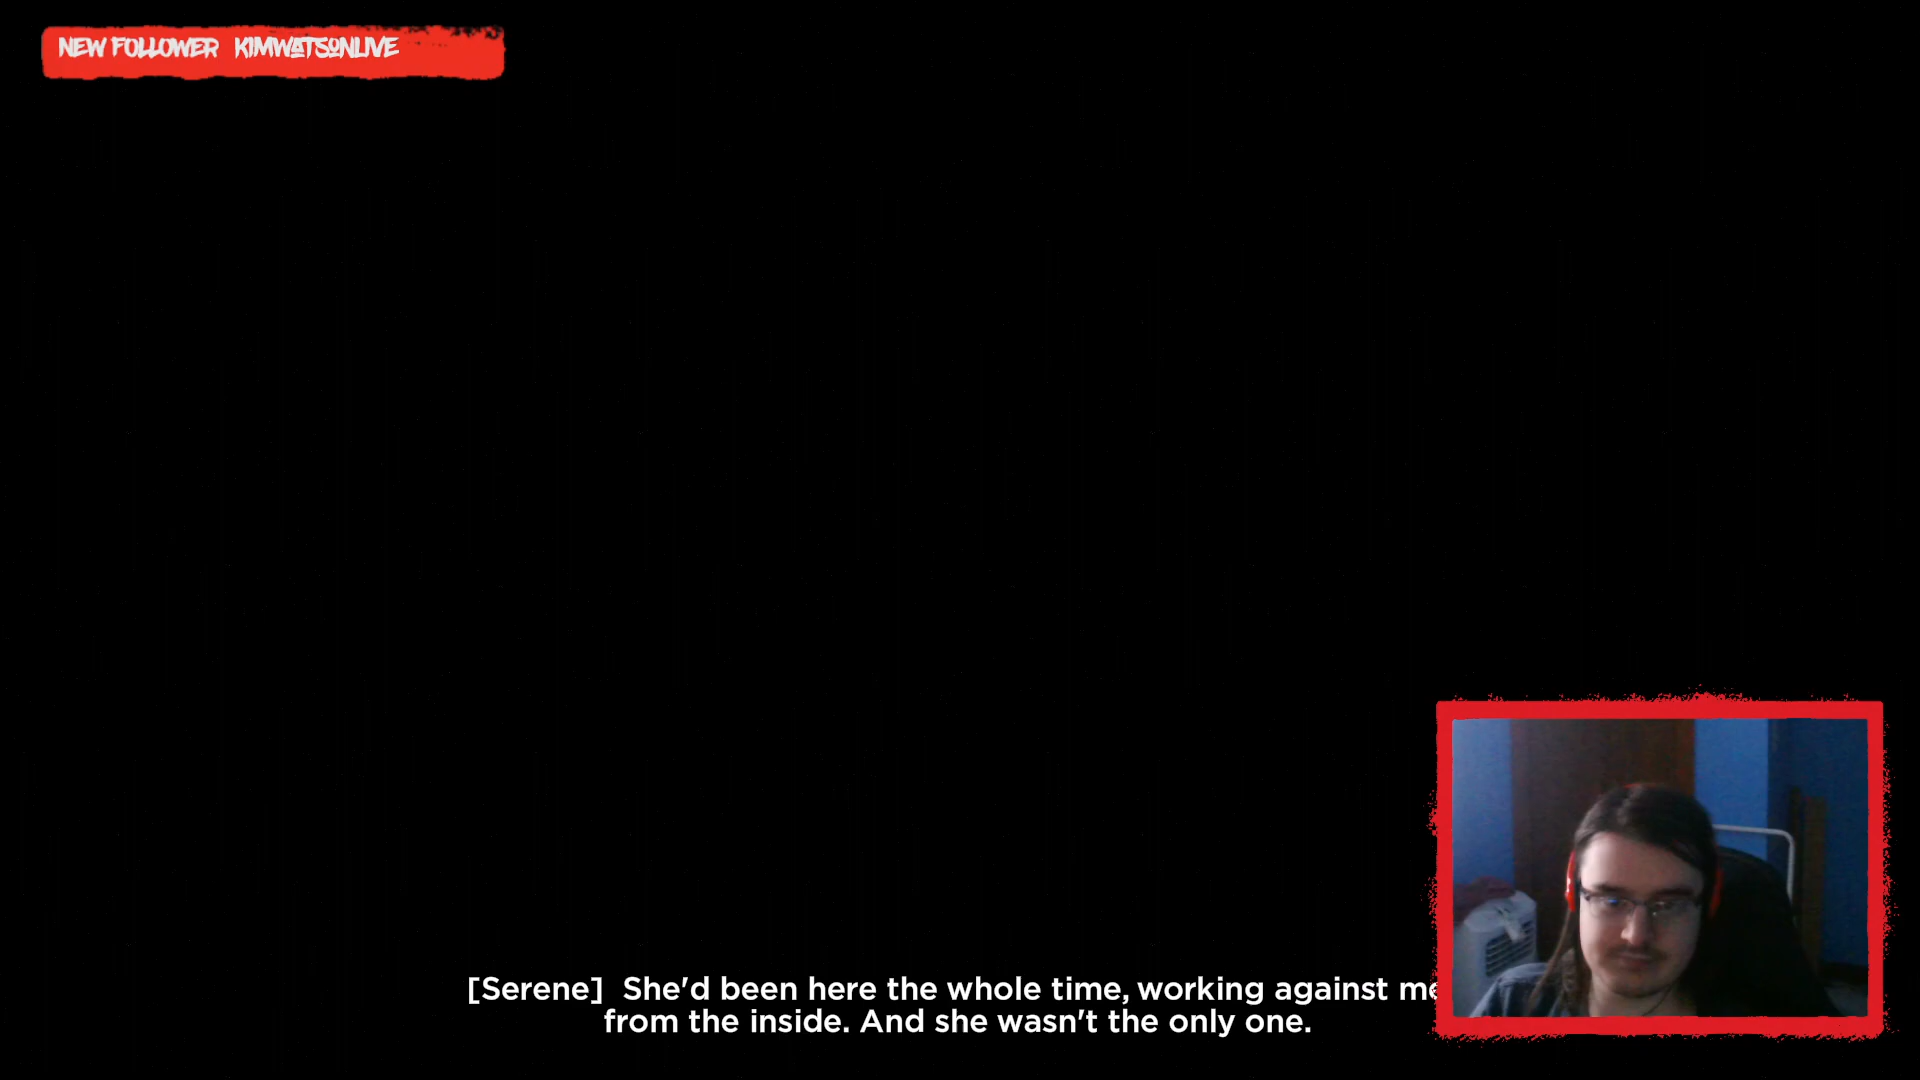 NEW FOLLOWER KIMWATSONLIVE
[Serene] She'd been here the whole time, working against me
from the inside. And she wasn't the only one.